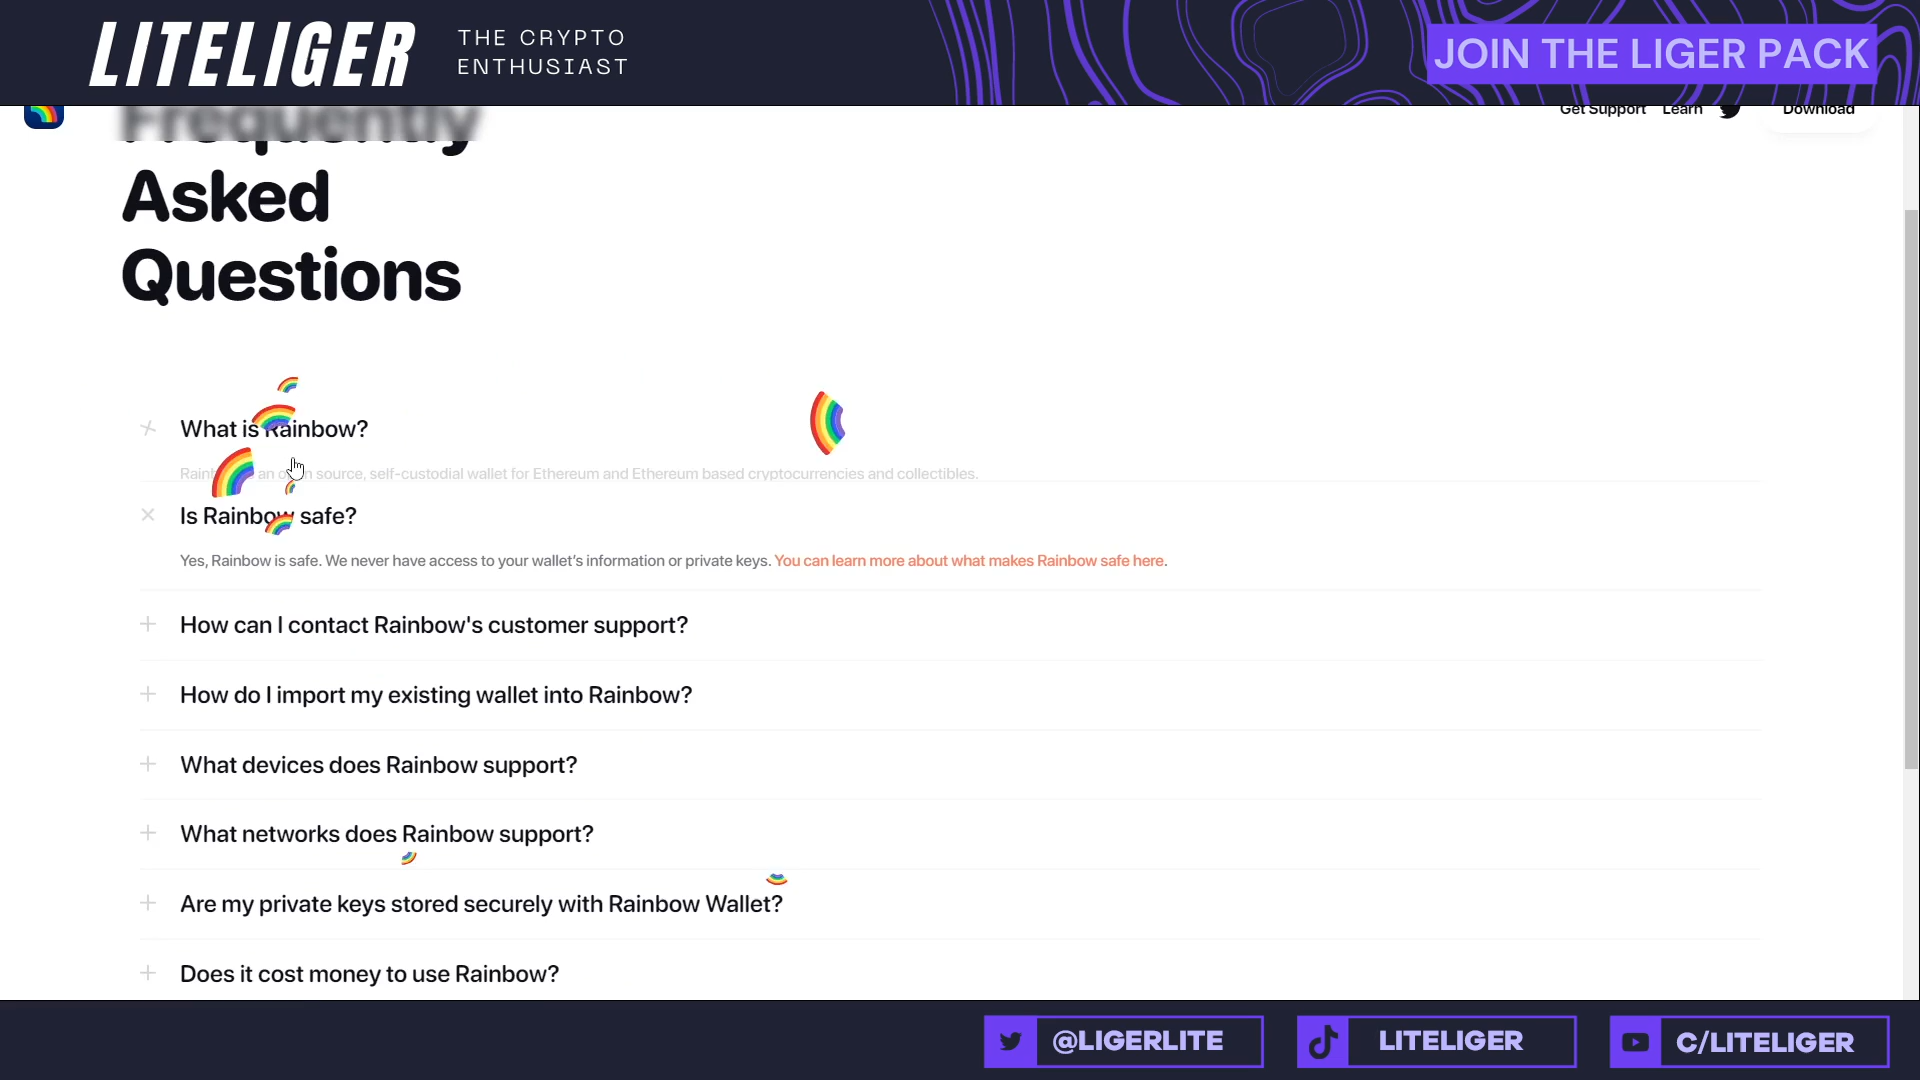 LITELIGER
THE CRYPTO
ENTHUSIAST
JOIN THE LIGER PACK
Get Support Learn Download
Frequently
Asked
Questions
What is Rainbow?
an open source, self-custodial wallet for Ethereum and Ethereum based cryptocurrencies and collectibles.
Is Rainbow safe?
Yes, Rainbow is safe. We never have access to your wallet's information or private keys. You can learn more about what makes Rainbow safe here.
How can I contact Rainbow's customer support?
How do I import my existing wallet into Rainbow?
What devices does Rainbow support?
What networks does Rainbow support?
Are my private keys stored securely with Rainbow Wallet?
Does it cost money to use Rainbow?
@LIGERLITE
LITELIGER
C/LITELIGER